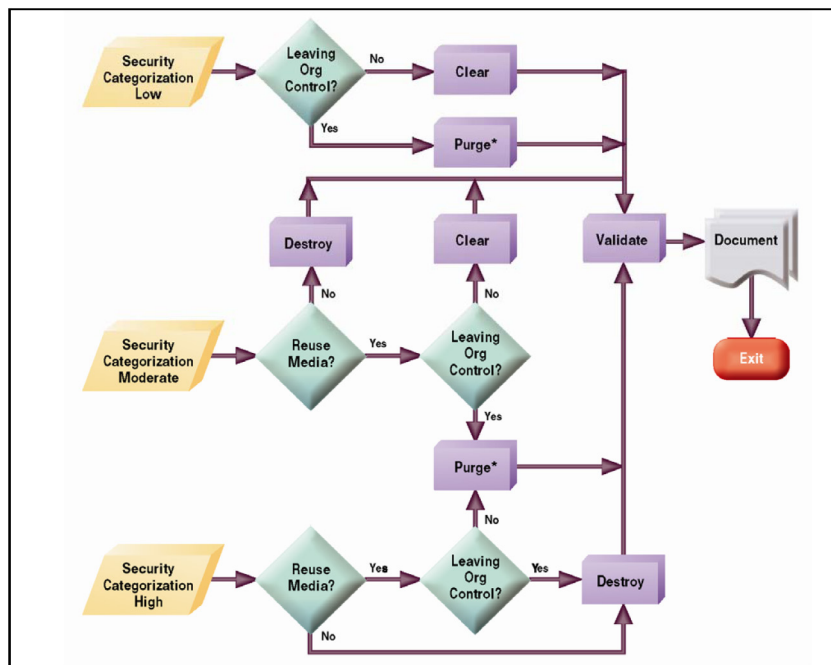 Security
Categorization
Low
Leaving
Org
Control?
No
Clear
Yes
Purge*
Destroy
Clear
Validate
Document
No
No
Security
Categorization
Moderate
Reuse
Media?
Yes
Leaving
Org
Control?
Exit
Yes
Purge*
No
Security
Categorization
High
Reuse
Media?
Yes
Leaving
Org
Control?
Yes
Destroy
No